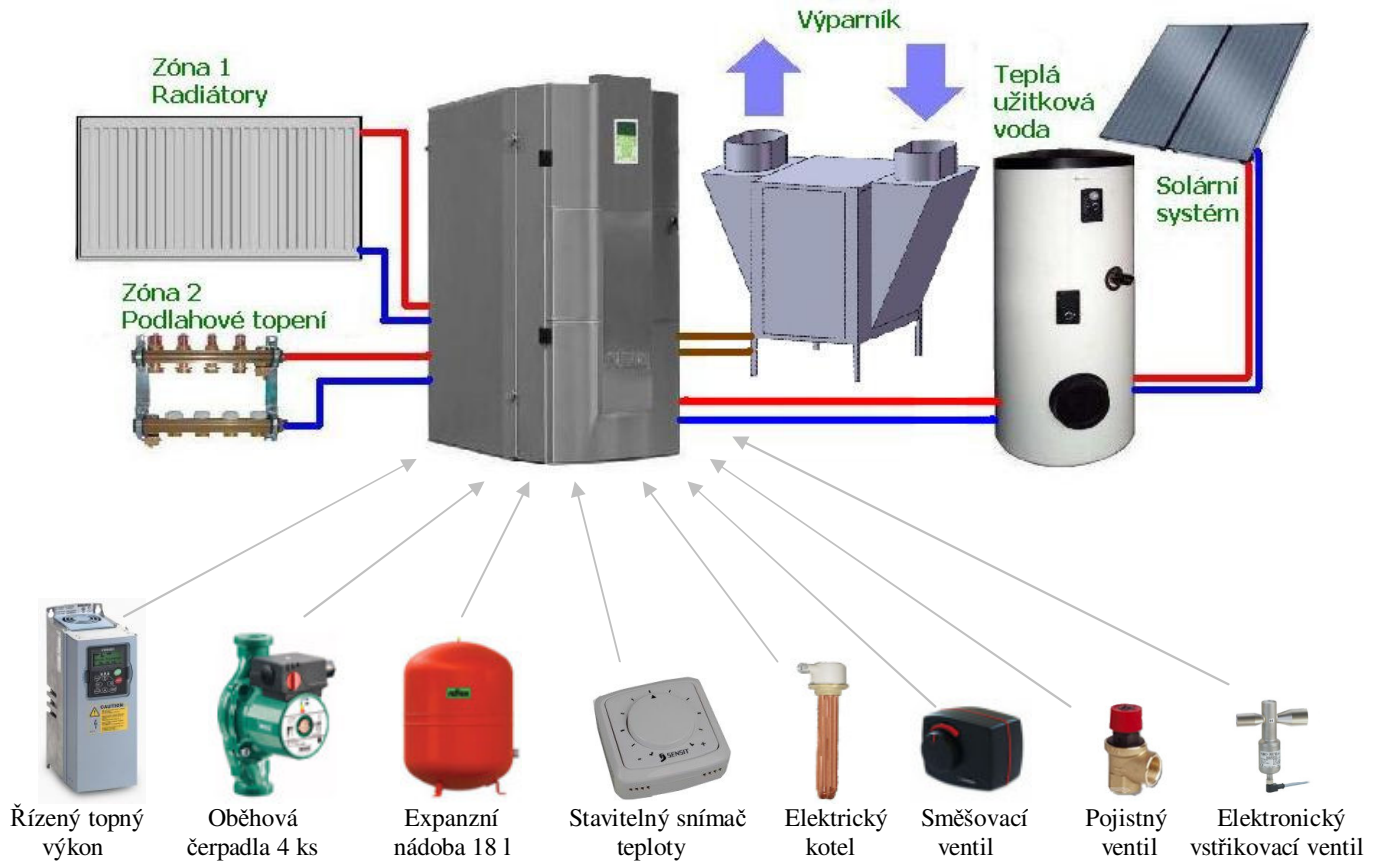 Výparník
Zóna 1
Radiátory
Teplá
užitková
voda
Solární
systém
Zóna 2
Podlahové topení
SENSIT
Řízený topný
výkon
Oběhová
čerpadla 4 ks
Expanzní
nádoba 18 l
Stavitelný snímač
teploty
Elektrický
kotel
Směšovací
ventil
Pojistný
ventil
Elektronický
vstřikovací ventil